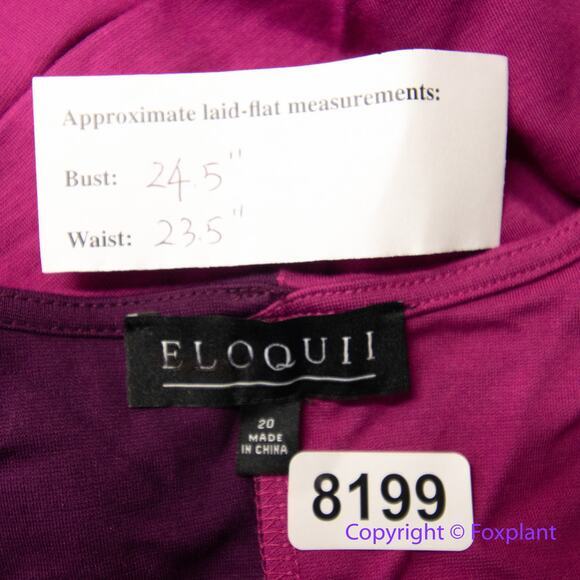 Approximate laid-flat measurements:
Bust: 24.5"
Waist: 23.5"
ELOQUII
20
MADE
IN CHINA
8199
Copyright © Foxplant